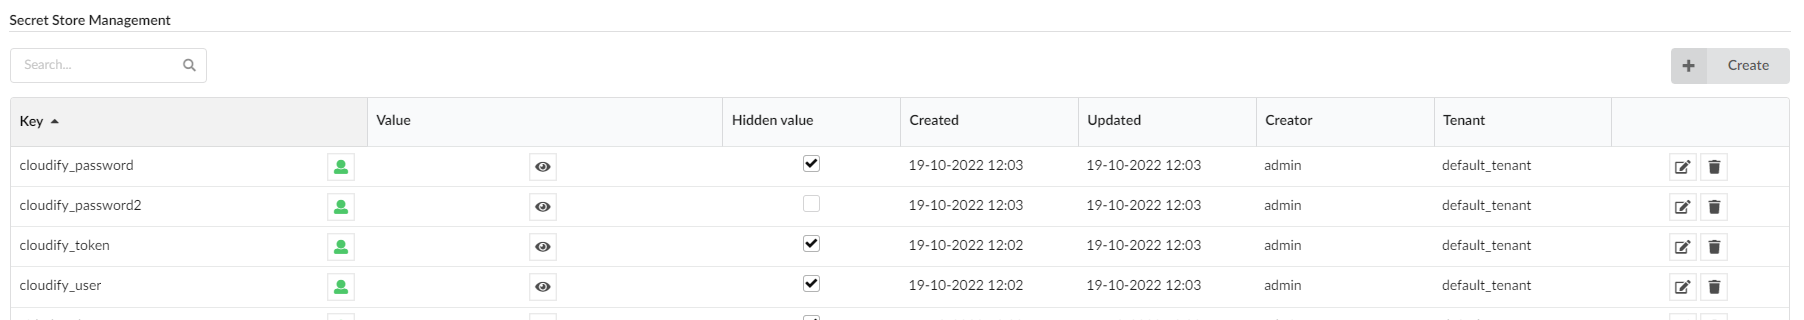 Secret Store Management
Search...
Create
Key Value Hidden value Created Updated Creator Tenant
cloudify_password 19-10-2022 12:03 19-10-2022 12:03 admin default_tenant
cloudify_password2 19-10-2022 12:03 19-10-2022 12:03 admin default_tenant
cloudify_token 19-10-2022 12:02 19-10-2022 12:03 admin default_tenant
cloudify_user 19-10-2022 12:02 19-10-2022 12:03 admin default_tenant